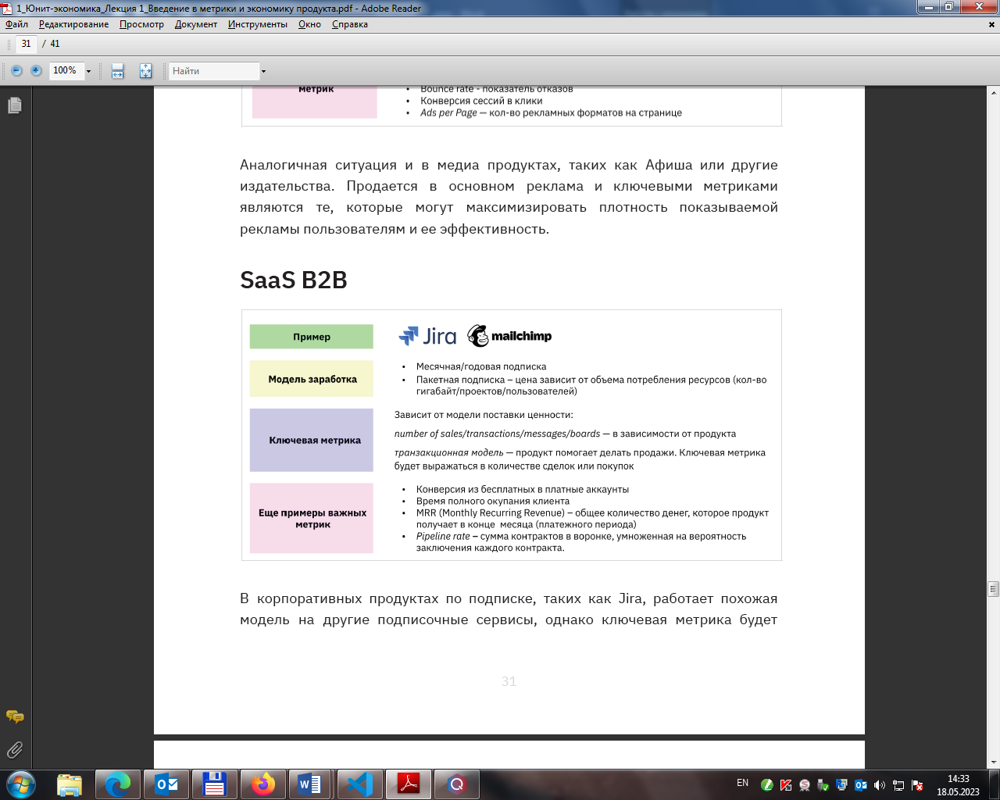 1_Юнит-экономика_Лекция 1_Введение в метрики и экономику продукта.pdf - Adobe Reader
Файл Редактирование Просмотр Документ Инструменты Окно Справка
31 / 41
100% Найти
метрик
• Bounce rate - показатель отказов
• Конверсия сессий в клики
• Ads per Page — кол-во рекламных форматов на странице
Аналогичная ситуация и в медиа продуктах, таких как Афиша или другие
издательства. Продается в основном реклама и ключевыми метриками
являются те, которые могут максимизировать плотность показываемой
рекламы пользователям и ее эффективность.
SaaS B2B
Пример
Jira mailchimp
Модель заработка
• Месячная/годовая подписка
• Пакетная подписка – цена зависит от объема потребления ресурсов (кол-во
гигабайт/проектов/пользователей)
Ключевая метрика
Зависит от модели поставки ценности:
number of sales/transactions/messages/boards — в зависимости от продукта
транзакционная модель — продукт помогает делать продажи. Ключевая метрика
будет выражаться в количестве сделок или покупок
Еще примеры важных
метрик
• Конверсия из бесплатных в платные аккаунты
• Время полного окупания клиента
• MRR (Monthly Recurring Revenue) – общее количество денег, которое продукт
получает в конце месяца (платежного периода)
• Pipeline rate – сумма контрактов в воронке, умноженная на вероятность
заключения каждого контракта.
В корпоративных продуктах по подписке, таких как Jira, работает похожая
модель на другие подписочные сервисы, однако ключевая метрика будет
31
EN
14:33
18.05.2023